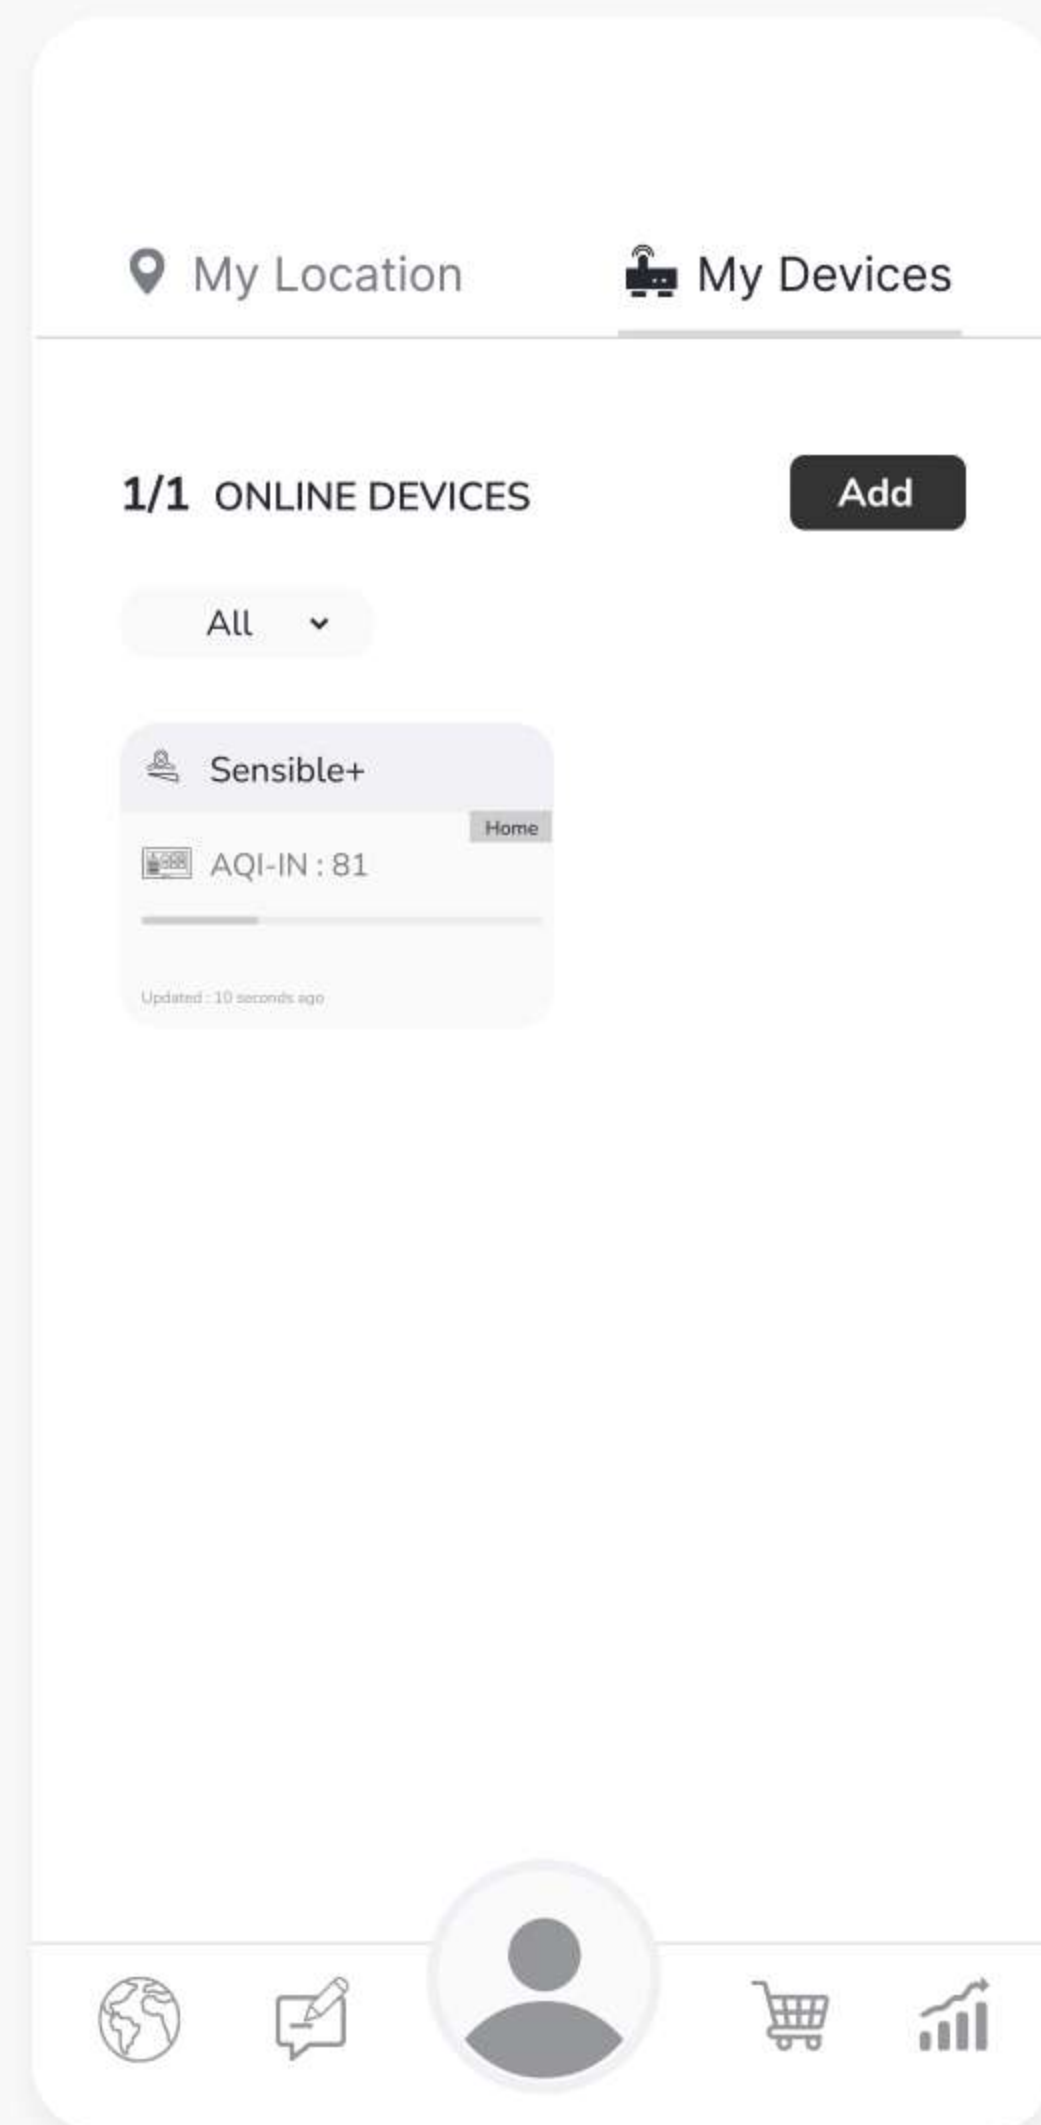 My Location
My Devices
1/1 ONLINE DEVICES
Add
All
Sensible+
Home
AQI-IN : 81
Updated : 10 seconds ago